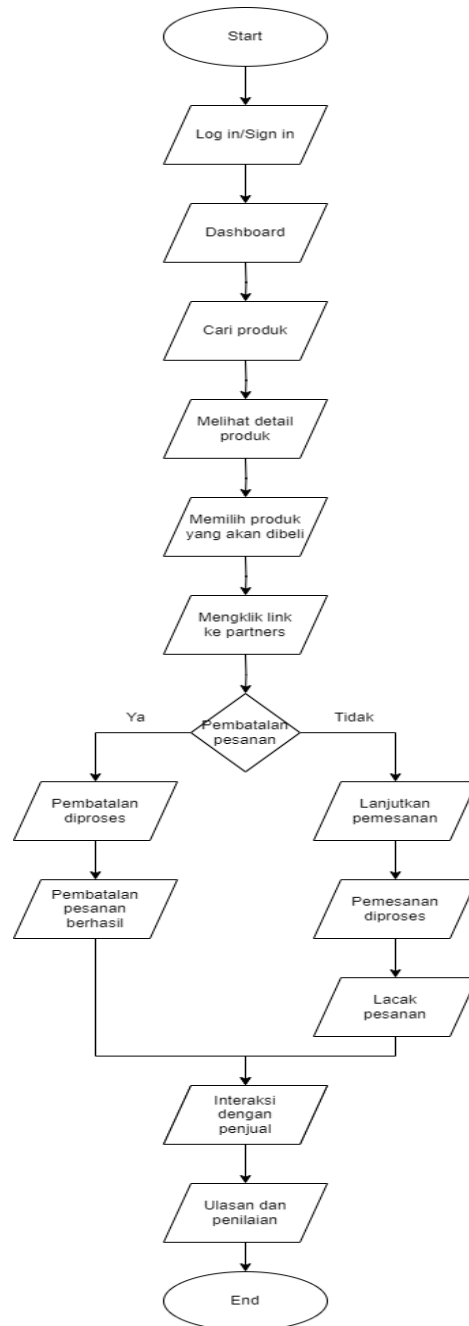 Start
Log in/Sign in
Dashboard
Cari produk
Melihat detail
produk
Memilih produk
yang akan dibeli
Mengklik link
ke partners
Ya
Pembatalan
pesanan
Tidak
Pembatalan
diproses
Lanjutkan
pemesanan
Pembatalan
pesanan
berhasil
Pemesanan
diproses
Lacak
pesanan
Interaksi
dengan
penjual
Ulasan dan
penilaian
End